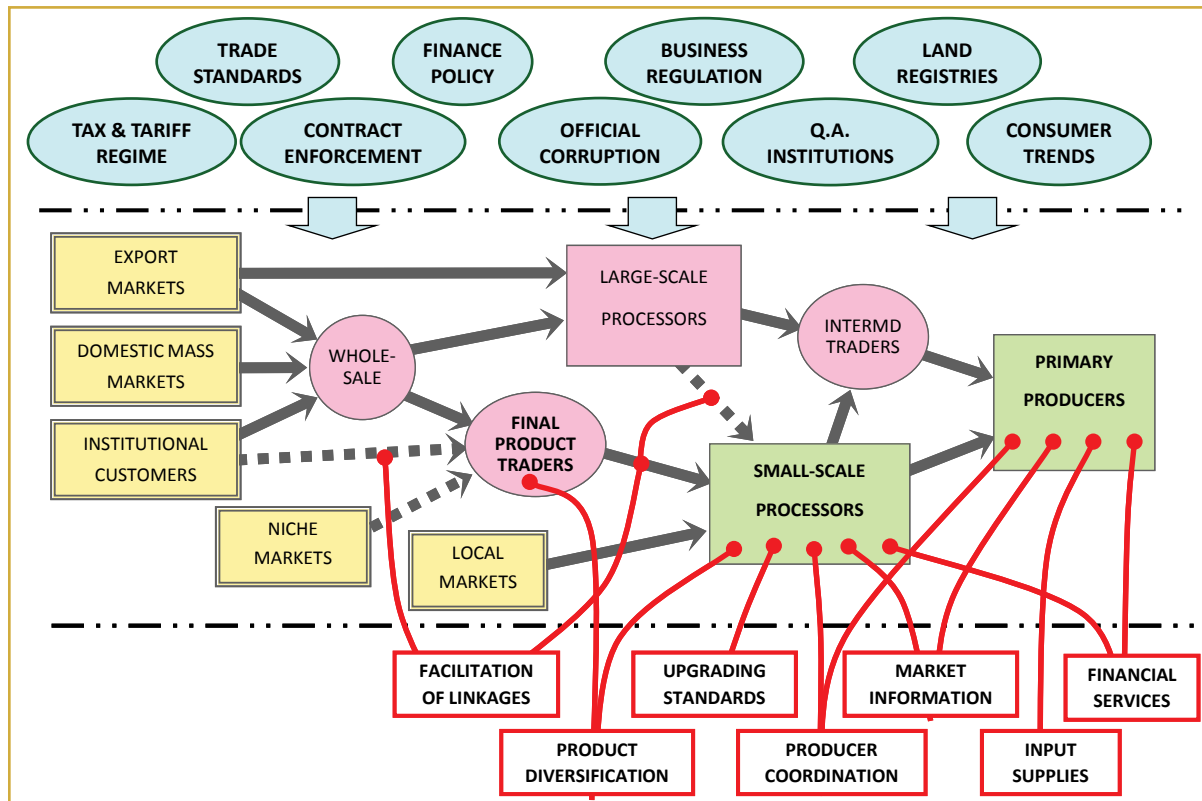 TRADE
STANDARDS
FINANCE
POLICY
BUSINESS
REGULATION
LAND
REGISTRIES
TAX & TARIFF
REGIME
CONTRACT
ENFORCEMENT
OFFICIAL
CORRUPTION
Q.A.
INSTITUTIONS
CONSUMER
TRENDS
EXPORT
MARKETS
LARGE-SCALE
PROCESSORS
INTERMD
TRADERS
DOMESTIC MASS
MARKETS
WHOLE-
SALE
PRIMARY
PRODUCERS
INSTITUTIONAL
CUSTOMERS
FINAL
PRODUCT
TRADERS
SMALL-SCALE
PROCESSORS
NICHE
MARKETS
LOCAL
MARKETS
FACILITATION
OF LINKAGES
UPGRADING
STANDARDS
MARKET
INFORMATION
FINANCIAL
SERVICES
PRODUCT
DIVERSIFICATION
PRODUCER
COORDINATION
INPUT
SUPPLIES